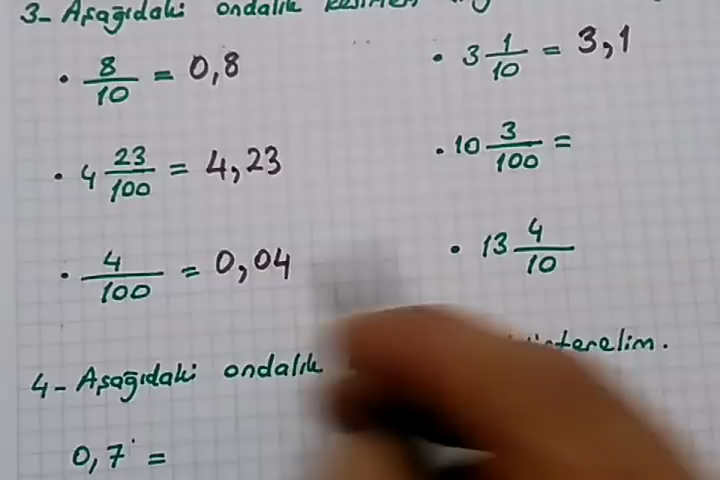 3- Aşağıdaki ondalık
8/10 = 0,8
4 23/100 = 4,23
4/100 = 0,04
3 1/10 = 3,1
10 3/100 =
13 4/10
4- Aşağıdaki ondalık
0,7 =